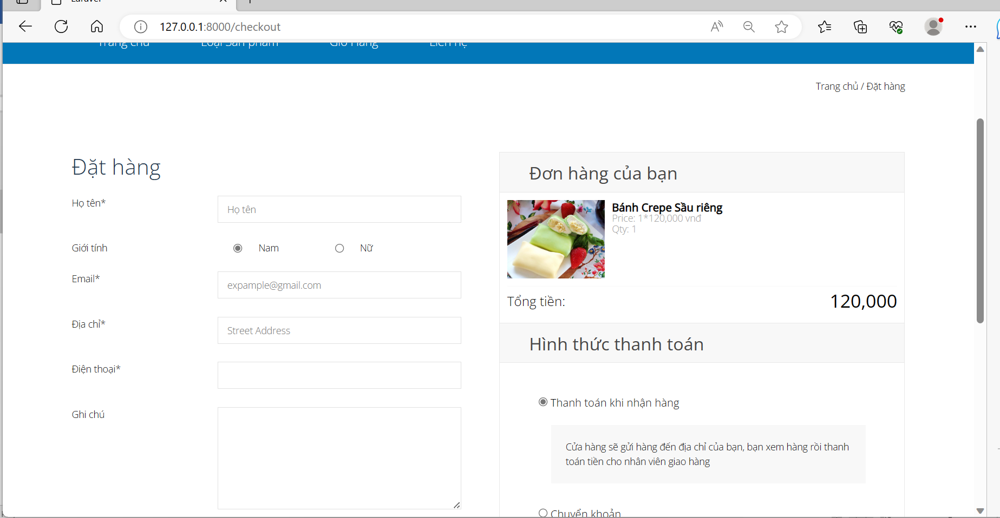 Laravel
127.0.0.1:8000/checkout
Trang chủ Loại Sản phẩm Giỏ Hàng Liên hệ
Trang chủ / Đặt hàng
Đặt hàng
Họ tên*
Họ tên
Giới tính
Nam
Nữ
Email*
expample@gmail.com
Địa chỉ*
Street Address
Điện thoại*
Ghi chú
Đơn hàng của bạn
Bánh Crepe Sầu riêng
Price: 1*120,000 vnđ
Qty: 1
Tổng tiền:
120,000
Hình thức thanh toán
Thanh toán khi nhận hàng
Cửa hàng sẽ gửi hàng đến địa chỉ của bạn, bạn xem hàng rồi thanh
toán tiền cho nhân viên giao hàng
Chuyển khoản